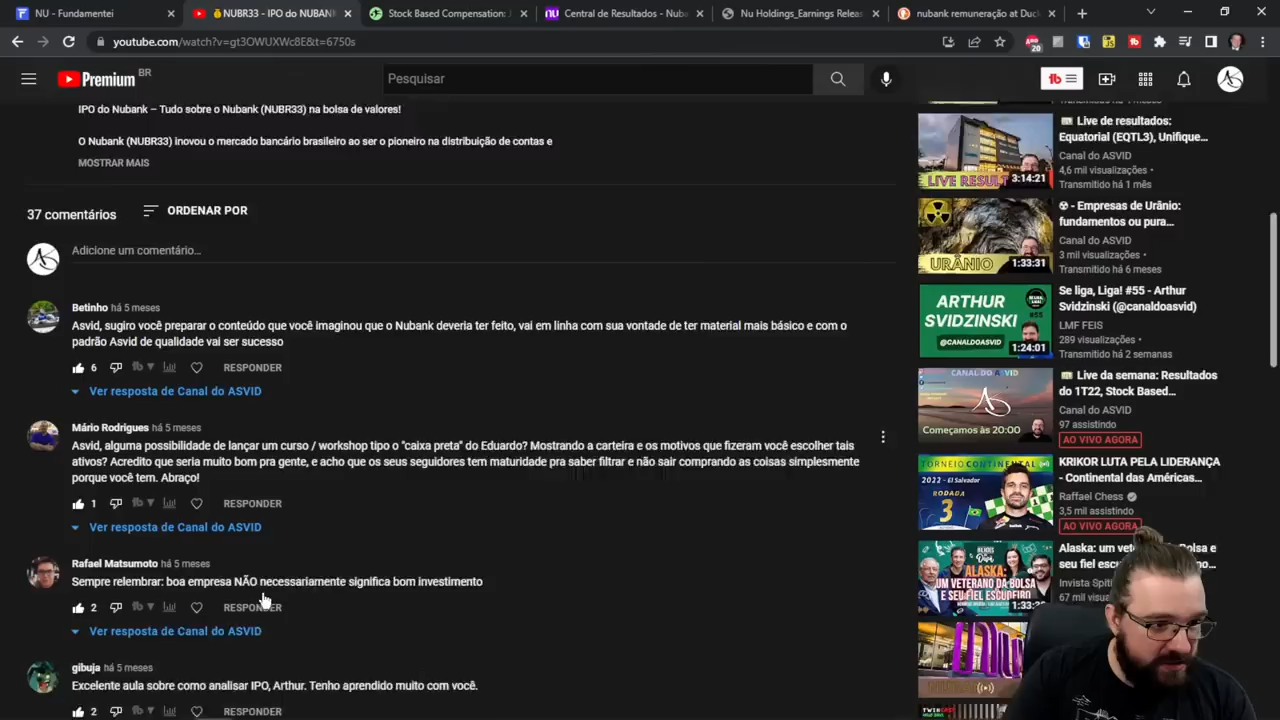 NU - Fundamentei
NUBR33 - IPO do NUBAN
Stock Based Compensation:
Central de Resultados - Nuba
Nu Holdings_Earnings Releas
nubank remuneração at Duck
youtube.com/watch?v=gt3OWUXWc8E&t=6750s
20
Premium
BR
Pesquisar
IPO do Nubank – Tudo sobre o Nubank (NUBR33) na bolsa de valores!
O Nubank (NUBR33) inovou o mercado bancário brasileiro ao ser o pioneiro na distribuição de contas e
MOSTRAR MAIS
37 comentários
ORDENAR POR
Adicione um comentário...
Betinho há 5 meses
Asvid, sugiro você preparar o conteúdo que você imaginou que o Nubank deveria ter feito, vai em linha com sua vontade de ter material mais básico e com o
padrão Asvid de qualidade vai ser sucesso
6
RESPONDER
Ver resposta de Canal do ASVID
Mário Rodrigues há 5 meses
Asvid, alguma possibilidade de lançar um curso / workshop tipo o "caixa preta" do Eduardo? Mostrando a carteira e os motivos que fizeram você escolher tais
ativos? Acredito que seria muito bom pra gente, e acho que os seus seguidores tem maturidade pra saber filtrar e não sair comprando as coisas simplesmente
porque você tem. Abraço!
1
RESPONDER
Ver resposta de Canal do ASVID
Rafael Matsumoto há 5 meses
Sempre relembrar: boa empresa NÃO necessariamente significa bom investimento
2
RESPONDER
Ver resposta de Canal do ASVID
gibuja há 5 meses
Excelente aula sobre como analisar IPO, Arthur. Tenho aprendido muito com você.
2
RESPONDER
Live de resultados:
Equatorial (EQTL3), Unifique...
Canal do ASVID
4,6 mil visualizações •
Transmitido há 1 mês
LIVE RESULT
3:14:21
- Empresas de Urânio:
fundamentos ou pura...
Canal do ASVID
3 mil visualizações •
Transmitido há 6 meses
URÂNIO
1:33:31
Se liga, Liga! #55 - Arthur
Svidzinski (@canaldoasvid)
LMF FEIS
289 visualizações •
Transmitido há 2 semanas
ARTHUR
SVIDZINSKI
#55
@CANALDOASVID
1:24:01
Live da semana: Resultados
do 1T22, Stock Based...
Canal do ASVID
97 assistindo
AO VIVO AGORA
CANAL DO ASVID
Começamos às 20:00
KRIKOR LUTA PELA LIDERANÇA
- Continental das Américas...
Raffael Chess
3,5 mil assistindo
AO VIVO AGORA
TORNEIO CONTINENTAL
2022 - El Salvador
RODADA
3
Alaska: um vete
Bolsa e
seu fiel escudeiro
Invista
67 mil visua
ALASKA:
UM VETERANO DA BOLSA
E SEU FIEL ESCUDEIRO